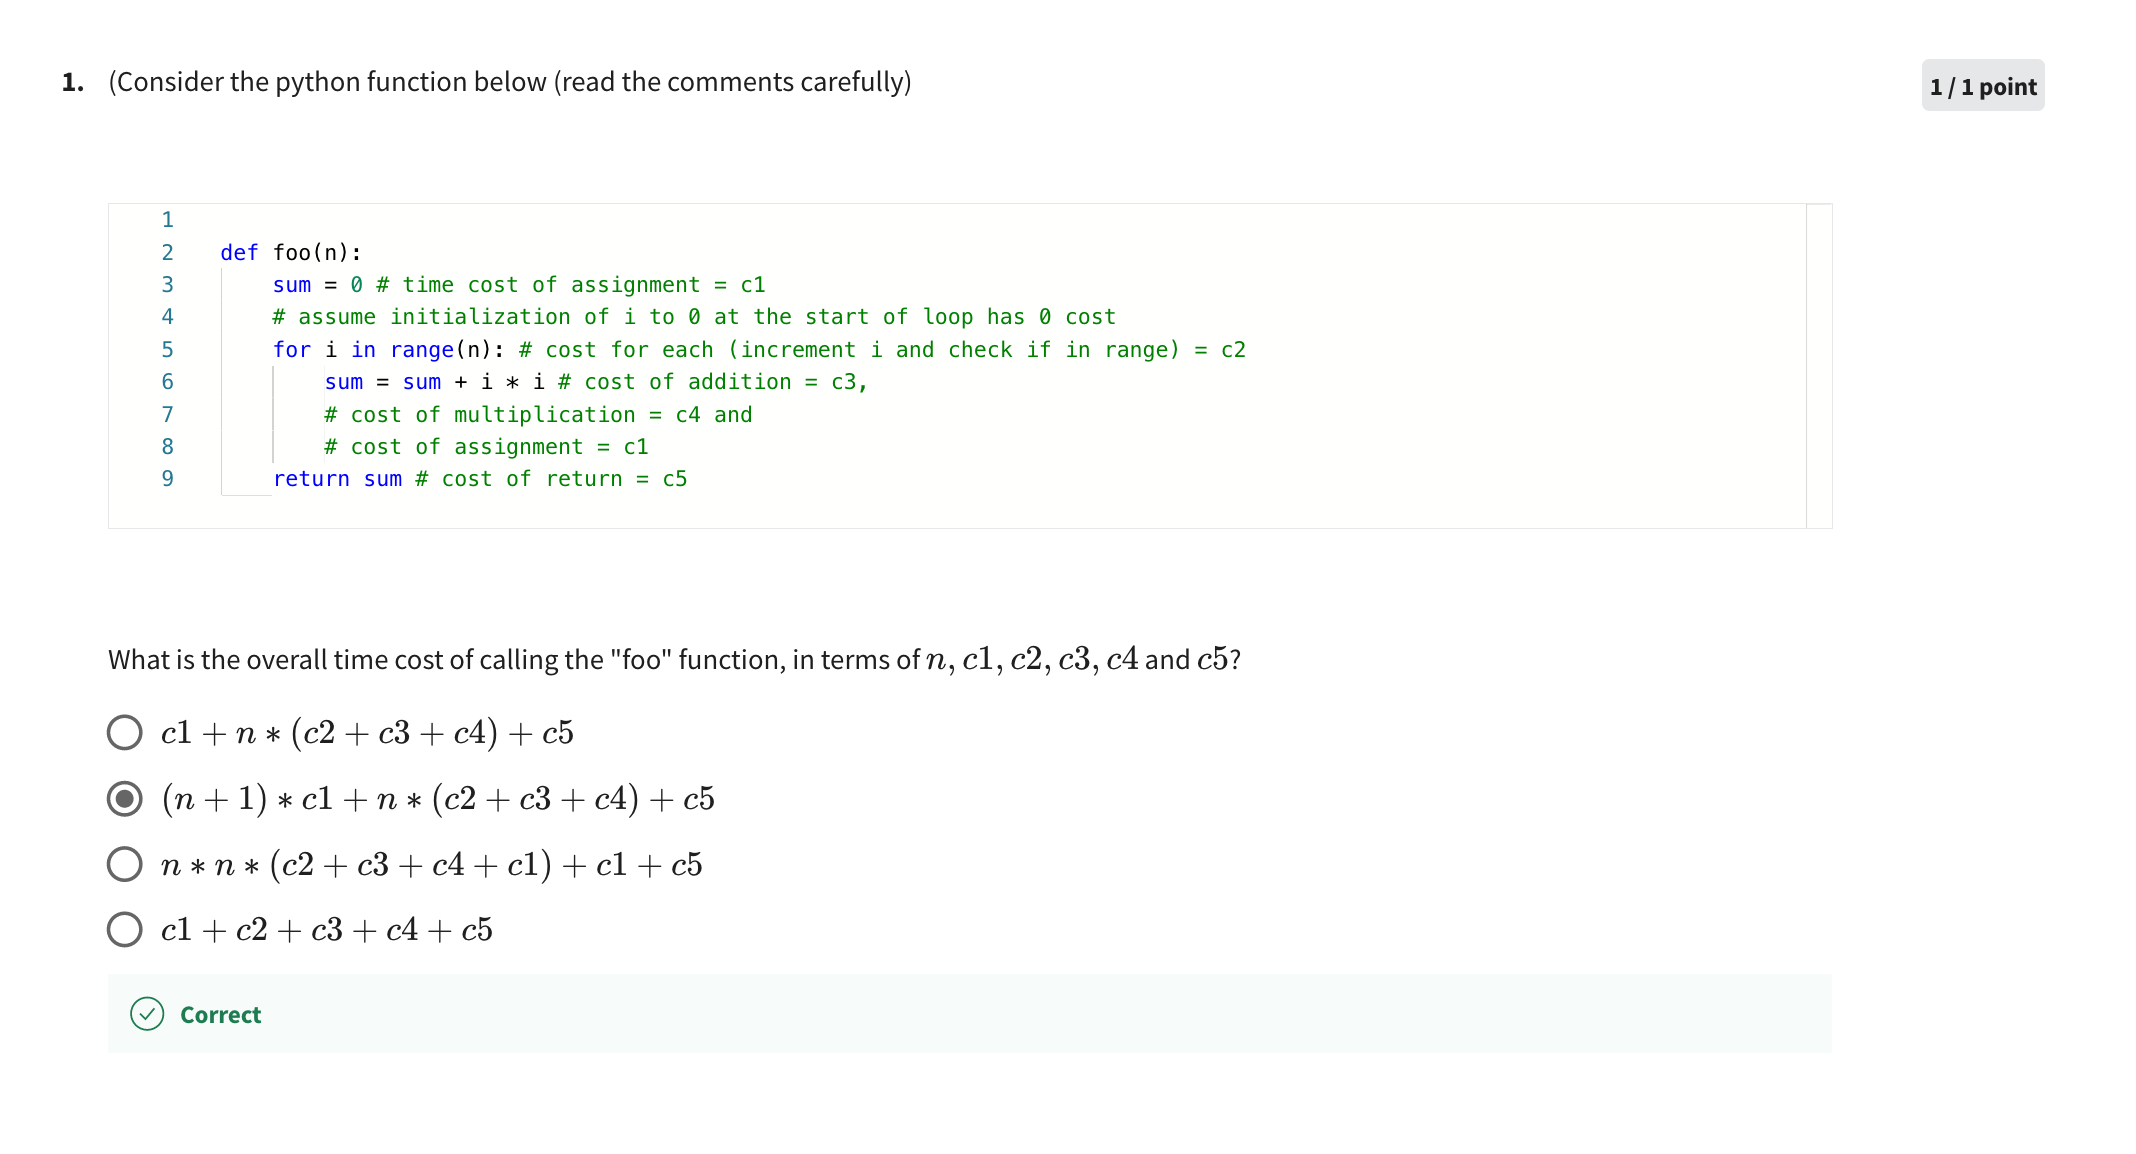 1. (Consider the python function below (read the comments carefully)
1 / 1 point
1
2 def foo(n):
3 sum = 0 # time cost of assignment = c1
4 # assume initialization of i to 0 at the start of loop has 0 cost
5 for i in range(n): # cost for each (increment i and check if in range) = c2
6 sum = sum + i * i # cost of addition = c3,
7 # cost of multiplication = c4 and
8 # cost of assignment = c1
9 return sum # cost of return = c5
What is the overall time cost of calling the "foo" function, in terms of n, c1, c2, c3, c4 and c5?
c1 + n ∗ (c2 + c3 + c4) + c5
(n + 1) ∗ c1 + n ∗ (c2 + c3 + c4) + c5
n ∗ n ∗ (c2 + c3 + c4 + c1) + c1 + c5
c1 + c2 + c3 + c4 + c5
Correct